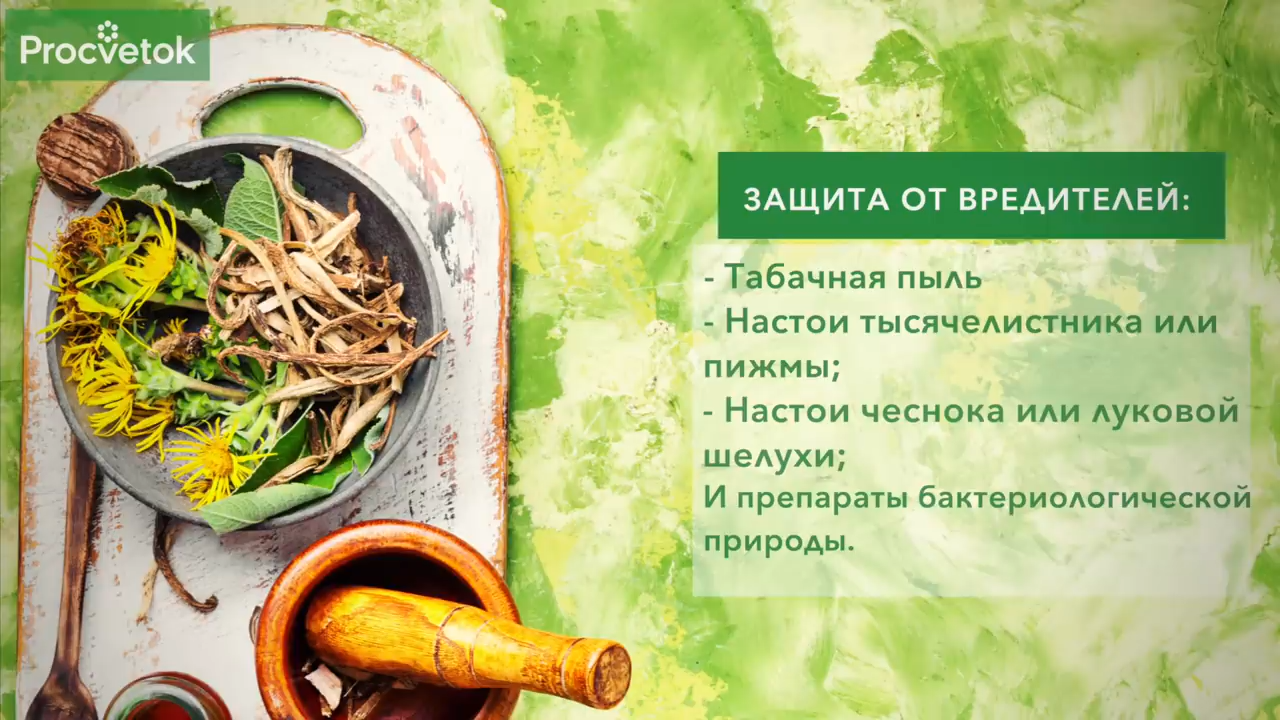 Procvetok
ЗАЩИТА ОТ ВРЕДИТЕЛЕЙ:
- Табачная пыль
- Настои тысячелистника или
пижмы;
- Настои чеснока или луковой
шелухи;
И препараты бактериологической
природы.